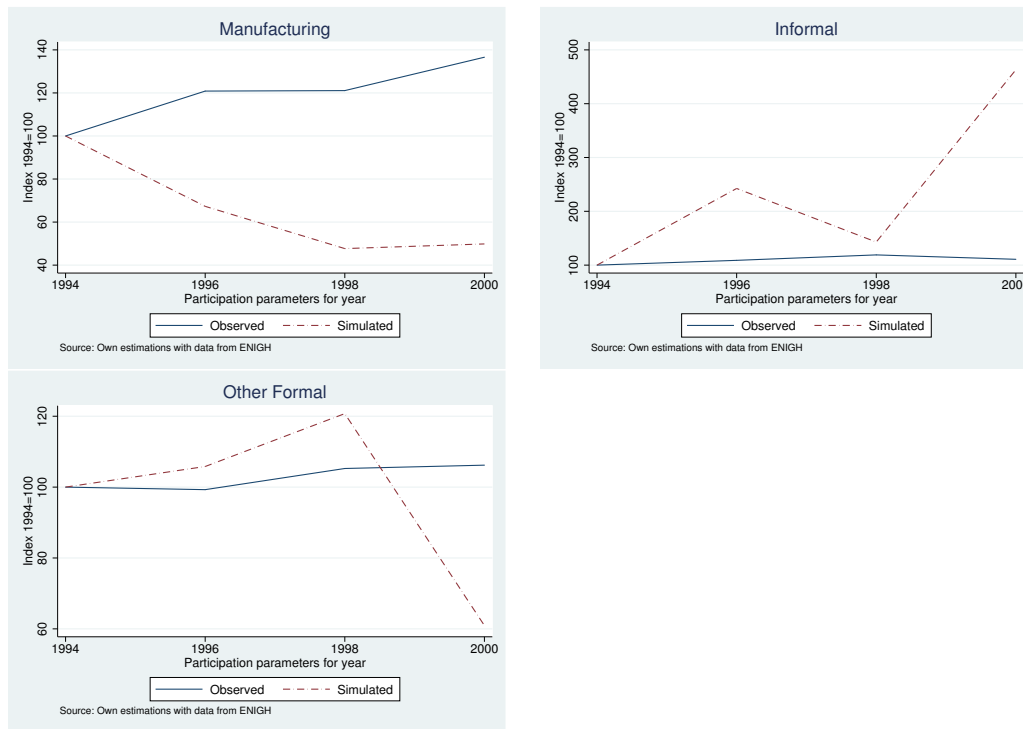 Manufacturing
Index 1994=100
140
120
100
80
60
40
1994 1996 1998 2000
Participation parameters for year
Observed Simulated
Source: Own estimations with data from ENIGH
Informal
Index 1994=100
500
400
300
200
100
1994 1996 1998 200
Participation parameters for year
Observed Simulated
Source: Own estimations with data from ENIGH
Other Formal
Index 1994=100
120
100
80
60
1994 1996 1998 2000
Participation parameters for year
Observed Simulated
Source: Own estimations with data from ENIGH